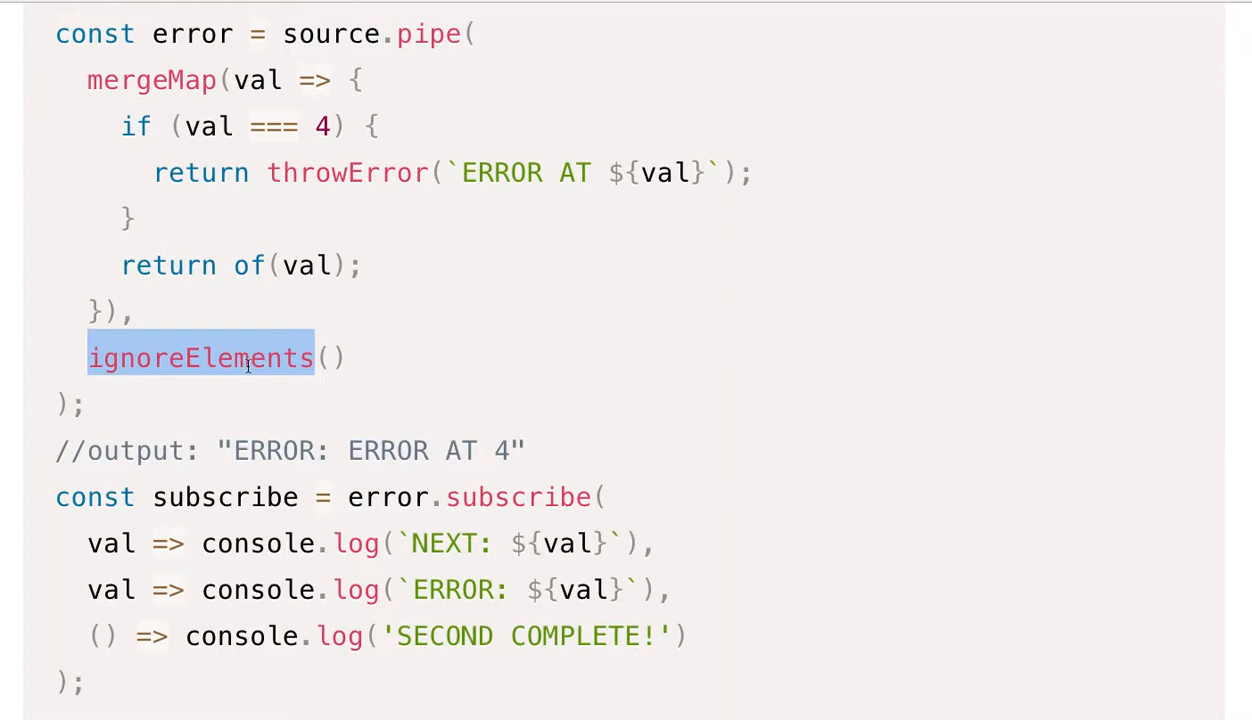 const error = source.pipe(
mergeMap(val => {
if (val === 4) {
return throwError(`ERROR AT ${val}`);
}
return of(val);
}),
ignoreElements()
);
//output: "ERROR: ERROR AT 4"
const subscribe = error.subscribe(
val => console.log(`NEXT: ${val}`),
val => console.log(`ERROR: ${val}`),
() => console.log('SECOND COMPLETE!')
);